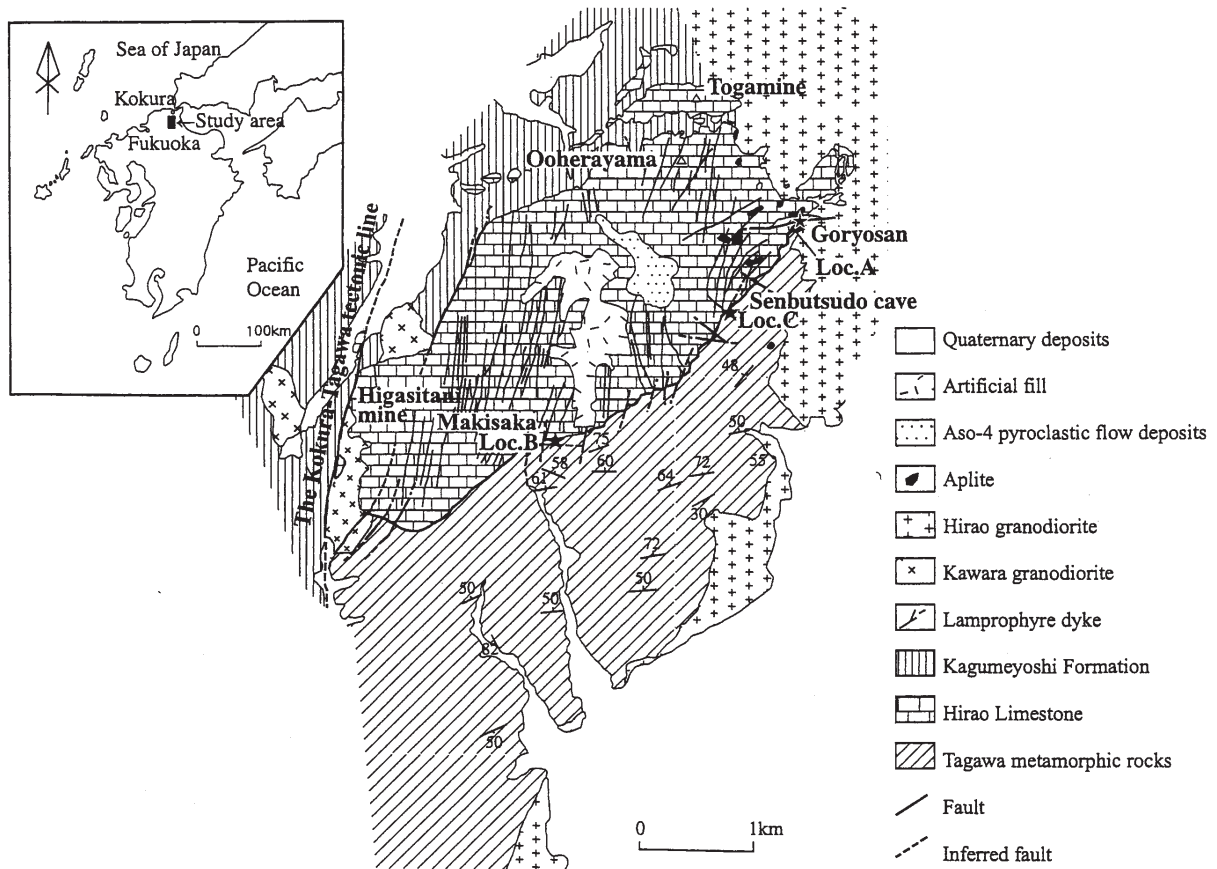 Sea of Japan
Kokura
Study area
Fukuoka
Pacific
Ocean
0 100km
The Kokura-Tagawa tectonic line
Togamine
Ooherayama
Goryosan
Loc.A
Senbutsudo cave
Loc.C
Higasitani
mine
Makisaka
Loc.B
48
50
75
58
60
61
64
72
55
30
72
50
50
50
82
50
0 1km
Quaternary deposits
Artificial fill
Aso-4 pyroclastic flow deposits
Aplite
Hirao granodiorite
Kawara granodiorite
Lamprophyre dyke
Kagumeyoshi Formation
Hirao Limestone
Tagawa metamorphic rocks
Fault
Inferred fault